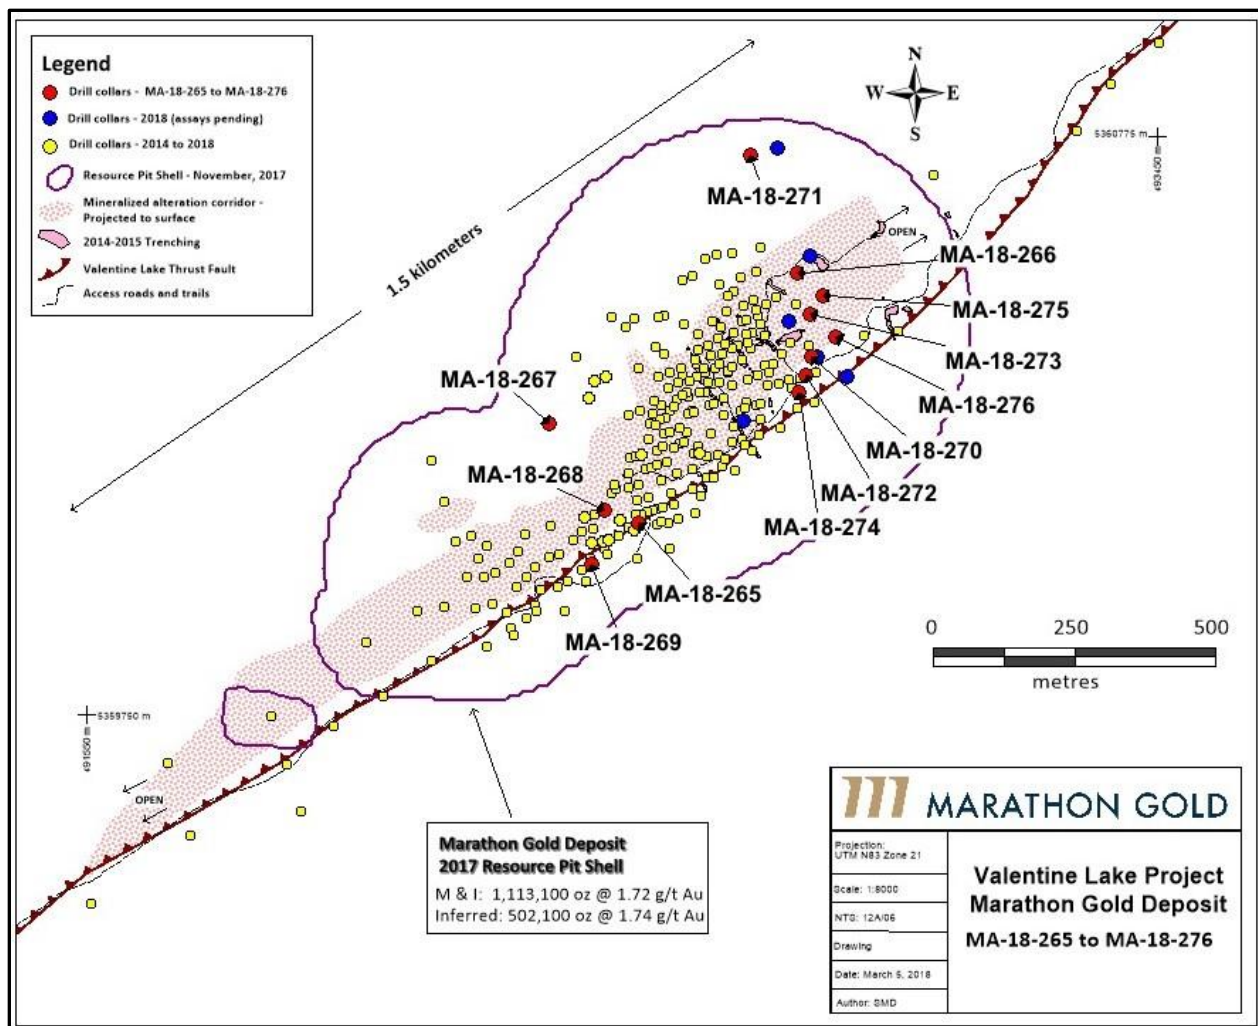 Legend
Drill collars - MA-18-265 to MA-18-276
Drill collars - 2018 (assays pending)
Drill collars - 2014 to 2018
Resource Pit Shell - November, 2017
Mineralized alteration corridor -
Projected to surface
2014-2015 Trenching
Valentine Lake Thrust Fault
Access roads and trails
N
W
E
S
5360775 m
493450 m
1.5 kilometers
MA-18-271
OPEN
MA-18-266
MA-18-275
MA-18-273
MA-18-267
MA-18-276
MA-18-270
MA-18-268
MA-18-272
MA-18-274
MA-18-265
MA-18-269
0 250 500
metres
5359750 m
491550 m
OPEN
Marathon Gold Deposit
2017 Resource Pit Shell
M & I: 1,113,100 oz @ 1.72 g/t Au
Inferred: 502,100 oz @ 1.74 g/t Au
MARATHON GOLD
Projection:
UTM N83 Zone 21
Scale: 1:8000
NTS: 12A/06
Drawing
Date: March 5, 2018
Author: SMD
Valentine Lake Project
Marathon Gold Deposit
MA-18-265 to MA-18-276